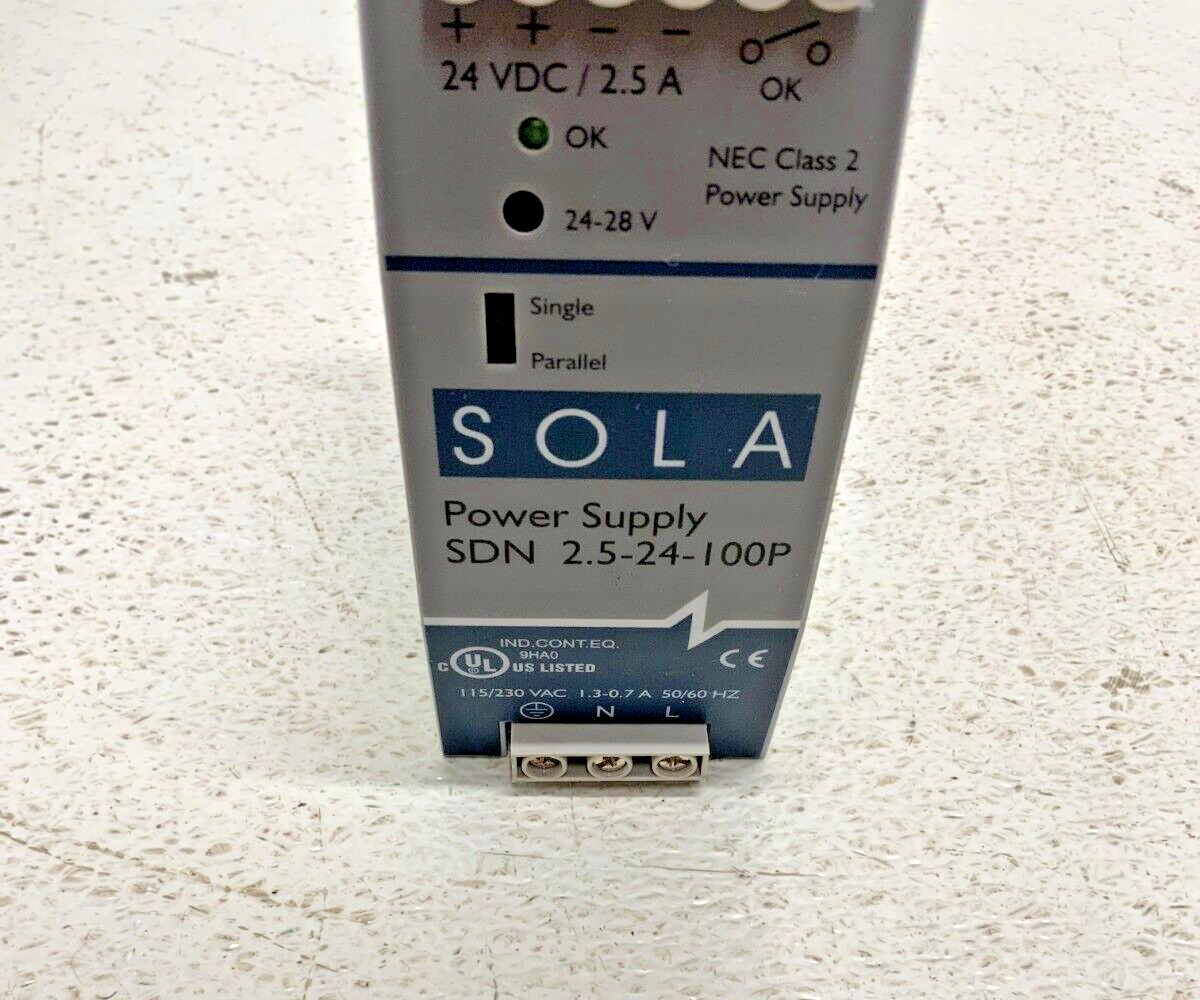 + + − −
24 VDC / 2.5 A
OK
OK
NEC Class 2
Power Supply
24-28 V
Single
Parallel
SOLA
Power Supply
SDN 2.5-24-100P
IND.CONT.EQ.
9HA0
C UL US LISTED
CE
115/230 VAC 1.3-0.7 A 50/60 HZ
N L